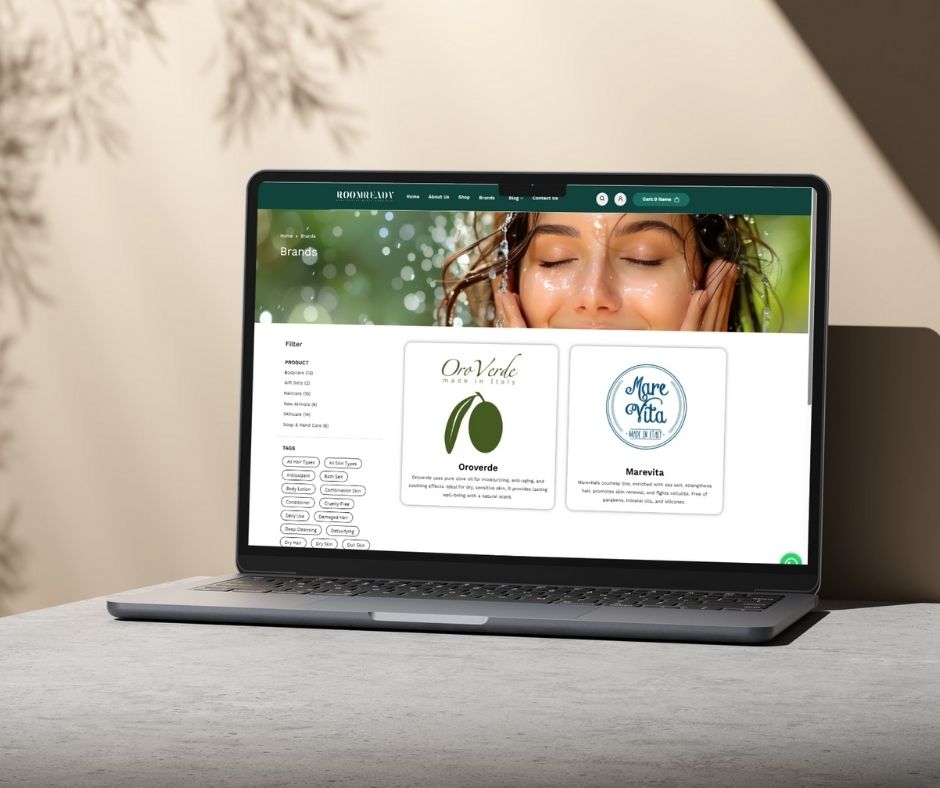 ROOMREADY
Home About Us Shop Brands Blog Contact Us
Cart: 0 items
Home » Brands
Brands
Filter
PRODUCT
Bodycare (13)
Gift Sets (2)
Haircare (10)
New Arrivals (4)
Skincare (14)
Soap & Hand Care (6)
TAGS
All Hair Types All Skin Types
Antioxidant Bath Salt
Body Lotion Combination Skin
Conditioner Cruelty Free
Daily Use Damaged Hair
Deep Cleansing Detoxifying
Dry Hair Dry Skin Dull Skin
OroVerde
made in Italy
Oroverde
Oroverde uses pure olive oil for moisturizing, anti-aging, and
soothing effects. Ideal for dry, sensitive skin, it provides lasting
well-being with a natural scent.
Mare
Vita
MADE IN ITALY
Marevita
Marevita's courtesy line, enriched with sea salt, strengthens
hair, promotes skin renewal, and fights cellulite. Free of
parabens, mineral oils, and silicones.